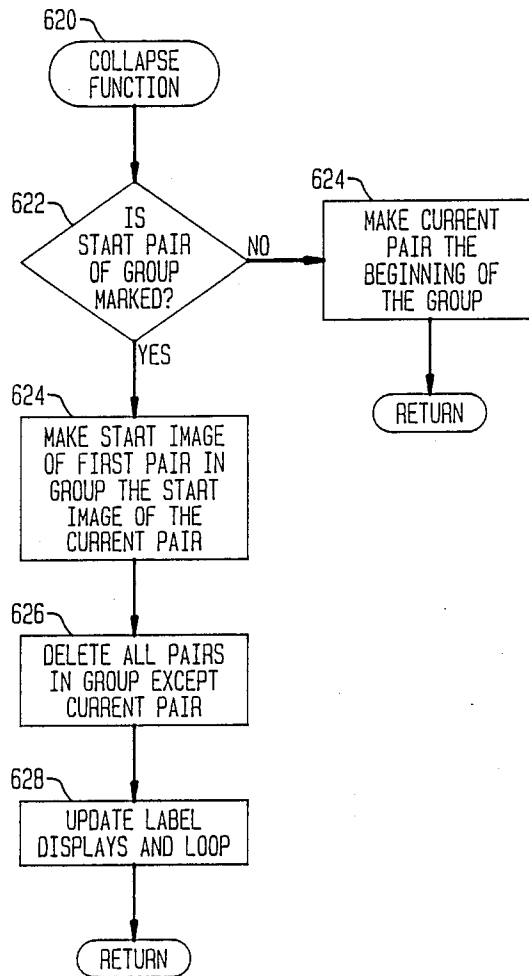 620
COLLAPSE
FUNCTION
622
IS
START PAIR
OF GROUP
MARKED?
NO
624
MAKE CURRENT
PAIR THE
BEGINNING OF
THE GROUP
RETURN
YES
624
MAKE START IMAGE
OF FIRST PAIR IN
GROUP THE START
IMAGE OF THE
CURRENT PAIR
626
DELETE ALL PAIRS
IN GROUP EXCEPT
CURRENT PAIR
628
UPDATE LABEL
DISPLAYS AND LOOP
RETURN